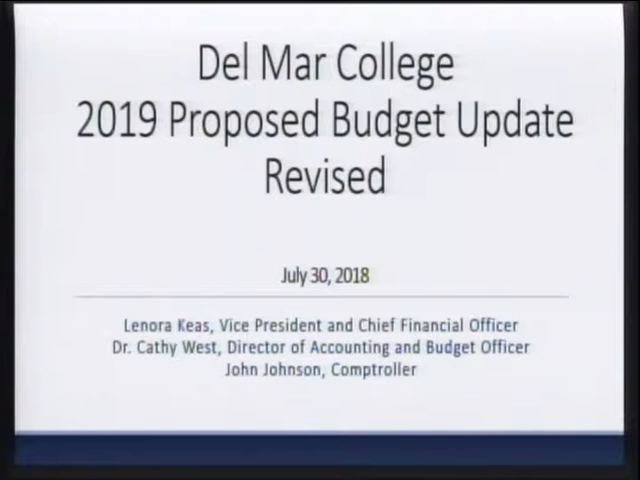 Del Mar College
2019 Proposed Budget Update
Revised
July 30, 2018
Lenora Keas, Vice President and Chief Financial Officer
Dr. Cathy West, Director of Accounting and Budget Officer
John Johnson, Comptroller